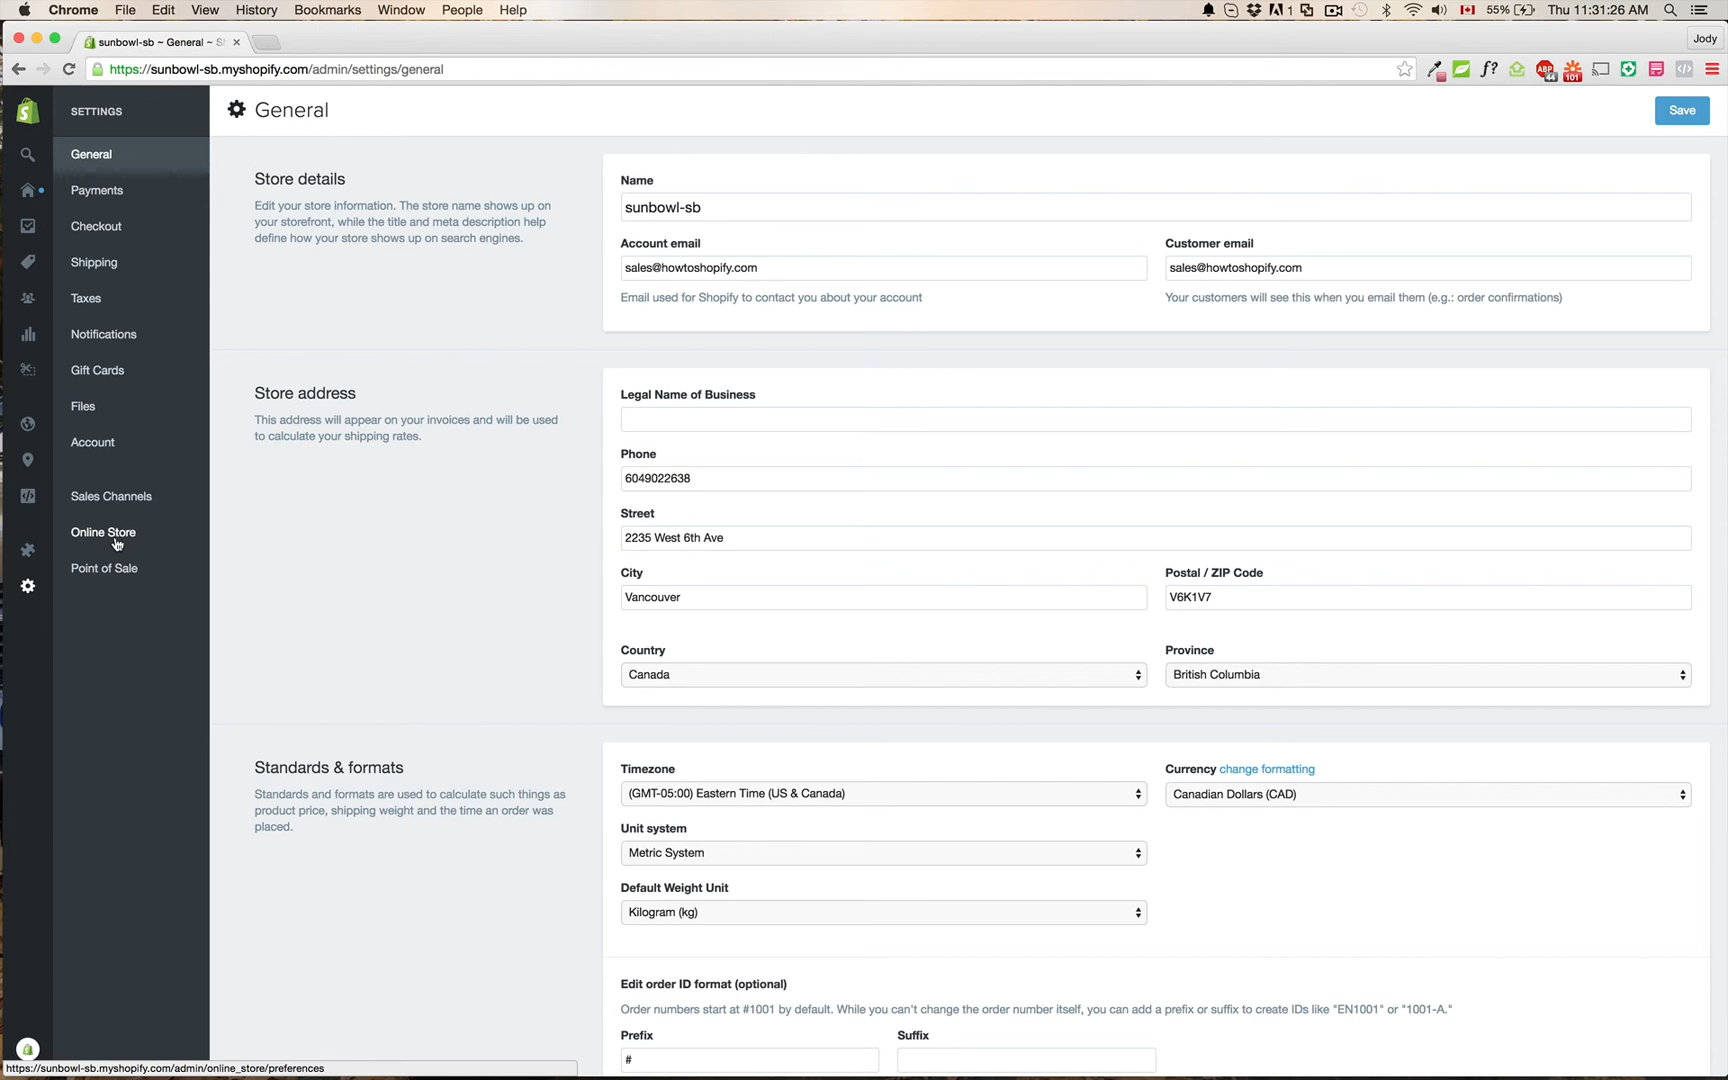 Chrome File Edit View History Bookmarks Window People Help
1 55% Thu 11:31:26 AM
sunbowl-sb ~ General ~ S
Jody
https://sunbowl-sb.myshopify.com/admin/settings/general
f? ABP 44 101
SETTINGS
General
Payments
Checkout
Shipping
Taxes
Notifications
Gift Cards
Files
Account
Sales Channels
Online Store
Point of Sale
General
Save
Store details
Edit your store information. The store name shows up on
your storefront, while the title and meta description help
define how your store shows up on search engines.
Name
sunbowl-sb
Account email Customer email
sales@howtoshopify.com sales@howtoshopify.com
Email used for Shopify to contact you about your account Your customers will see this when you email them (e.g.: order confirmations)
Store address
This address will appear on your invoices and will be used
to calculate your shipping rates.
Legal Name of Business
Phone
6049022638
Street
2235 West 6th Ave
City Postal / ZIP Code
Vancouver V6K1V7
Country Province
Canada British Columbia
Standards & formats
Standards and formats are used to calculate such things as
product price, shipping weight and the time an order was
placed.
Timezone Currency change formatting
(GMT-05:00) Eastern Time (US & Canada) Canadian Dollars (CAD)
Unit system
Metric System
Default Weight Unit
Kilogram (kg)
Edit order ID format (optional)
Order numbers start at #1001 by default. While you can't change the order number itself, you can add a prefix or suffix to create IDs like "EN1001" or "1001-A."
Prefix Suffix
#
https://sunbowl-sb.myshopify.com/admin/online_store/preferences